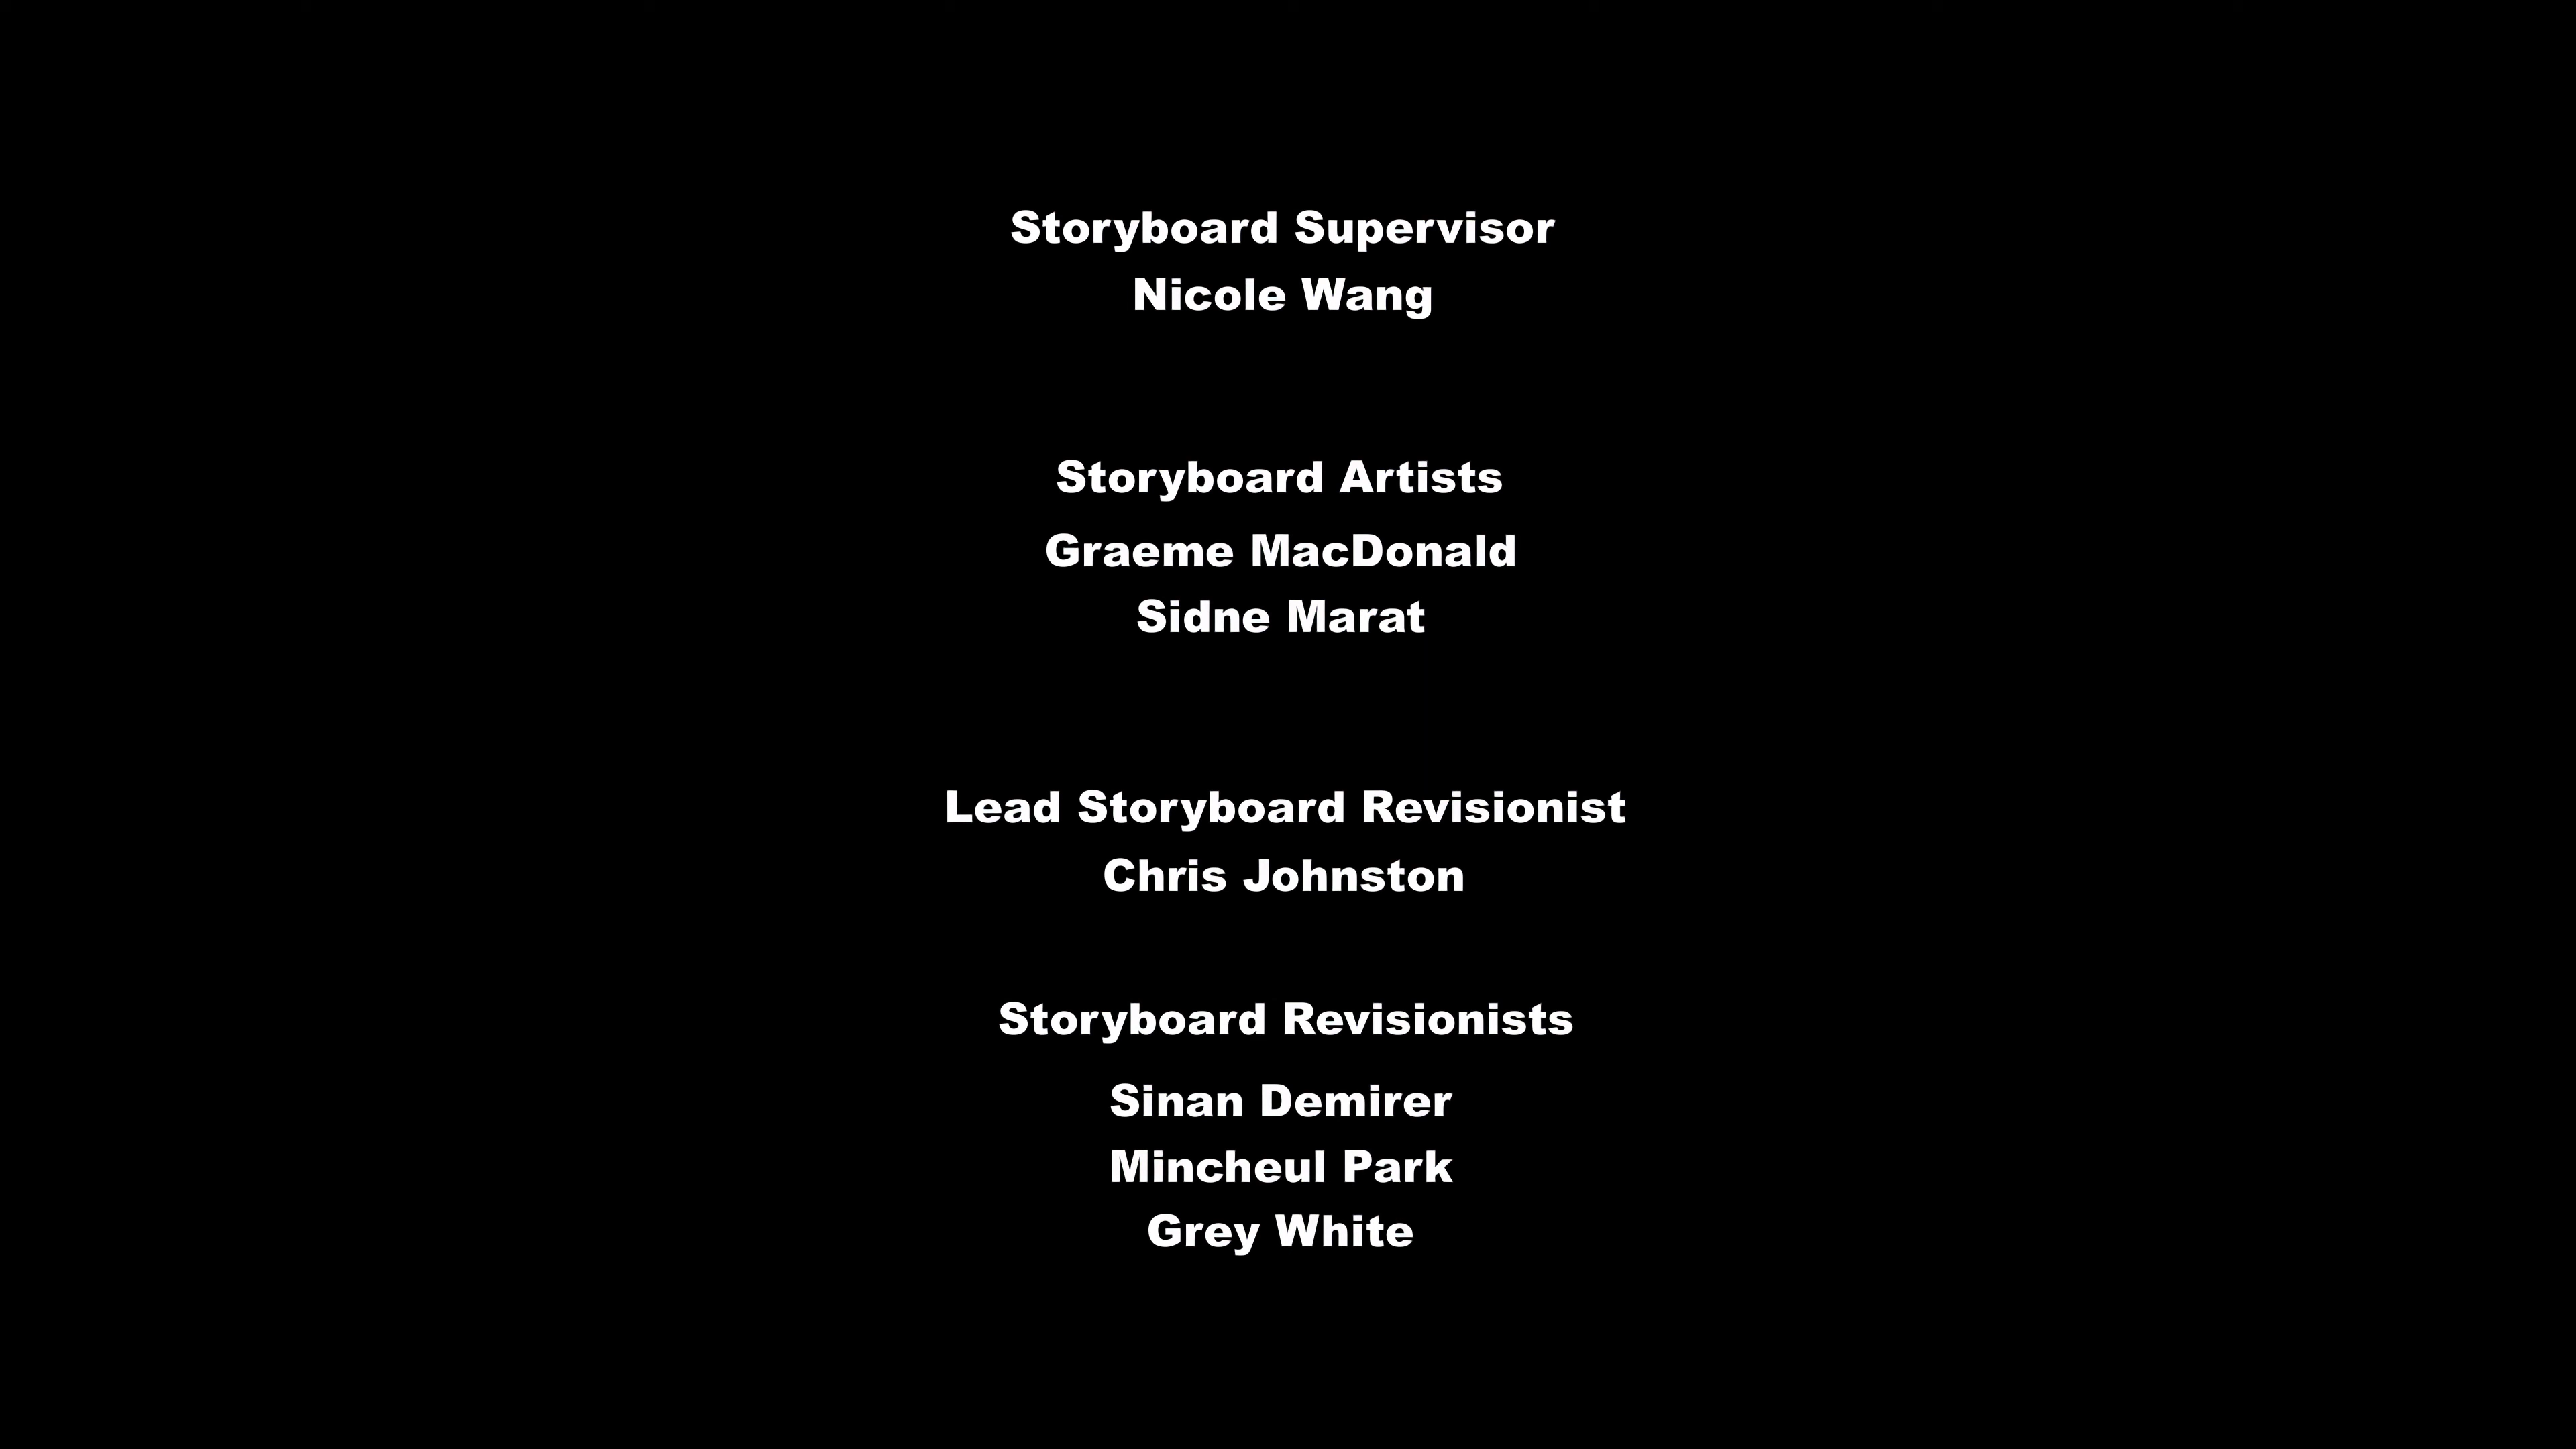 Storyboard Supervisor
Nicole Wang
Storyboard Artists
Graeme MacDonald
Sidne Marat
Lead Storyboard Revisionist
Chris Johnston
Storyboard Revisionists
Sinan Demirer
Mincheul Park
Grey White